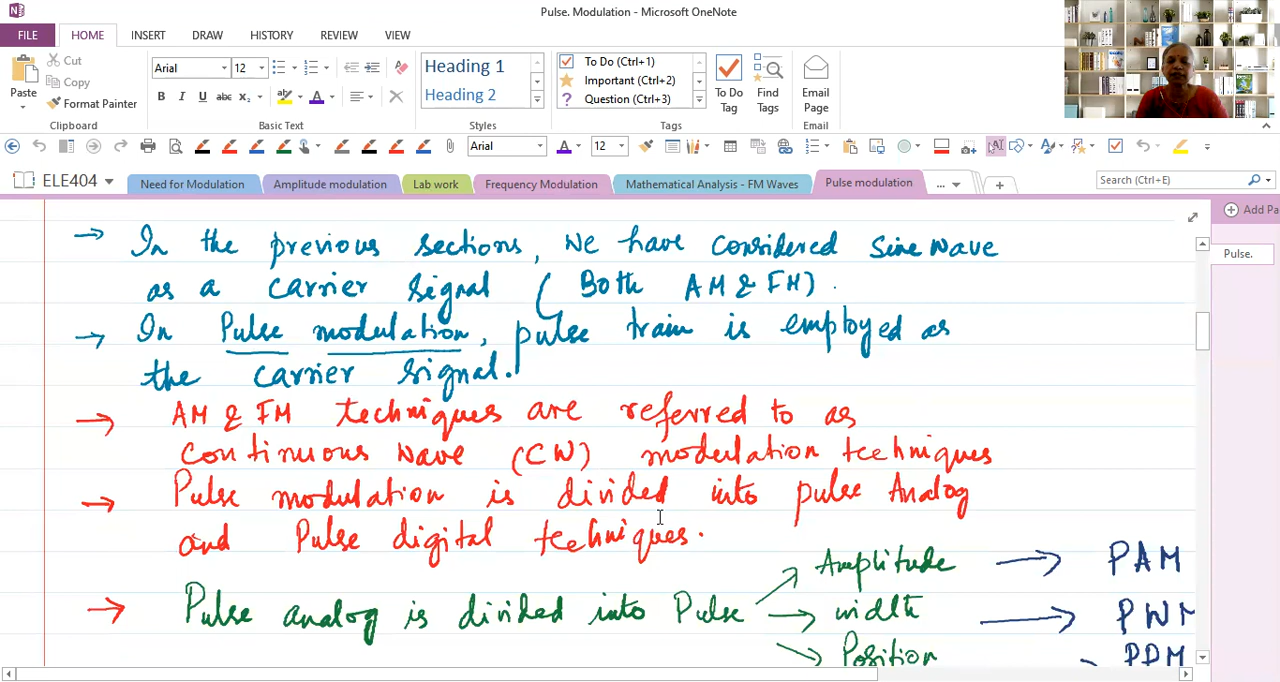 Pulse. Modulation - Microsoft OneNote
FILE HOME INSERT DRAW HISTORY REVIEW VIEW
Paste
Cut
Copy
Format Painter
Clipboard
Arial 12
B I U abc X₂ A
Basic Text
Heading 1
Heading 2
Styles
To Do (Ctrl+1)
Important (Ctrl+2)
Question (Ctrl+3)
Tags
To Do Tag
Find Tags
Email Page
Email
Arial 12
ELE404 Need for Modulation Amplitude modulation Lab work Frequency Modulation Mathematical Analysis - FM Waves Pulse modulation ... Search (Ctrl+E)
Add Pa
Pulse.
→ In the previous sections, We have considered Sine wave
as a carrier signal ( Both AM & FM) .
→ In Pulse modulation, pulse train is employed as
the carrier signal.
→ AM & FM techniques are referred to as
continuous wave (CW) modulation techniques
→ Pulse modulation is divided into pulse Analog
and Pulse digital techniques.
→ Pulse analog is divided into Pulse
→ Amplitude → PAM
→ width → PWM
→ Position → PPM